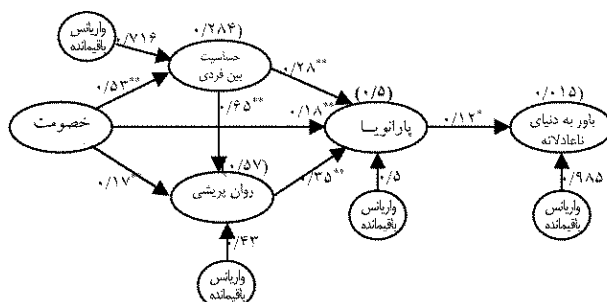 واریانس
باقیمانده
۰/۷۱۶
۰/۲۸۴)
حساسیت
بین فردی
۰/۵۳**
۰/۲۸**
۰/۶۵**
۰/۱۸**
(۰/۵)
۰/۰۱۵)
خصومت
پارانویا
۰/۱۲*
باور به دنیای
ناعادلانه
۰/۱۷*
۰/۵۷)
روان پریشی
۰/۳۵**
۰/۵
۰/۹۸۵
۰/۴۳
واریانس
باقیمانده
واریانس
باقیمانده
واریانس
باقیمانده